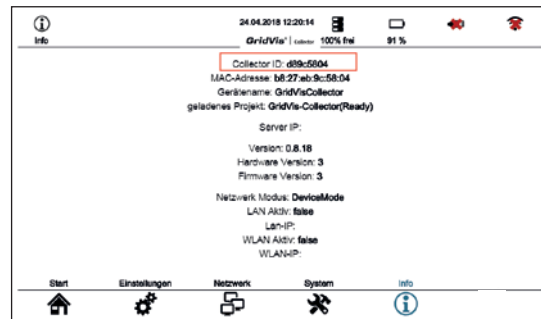 24.04.2018 12:20:14
Info GridVis® | Collector 100% frei 91 %
Collector ID: d89c5804
MAC-Adresse: b8:27:eb:9c:58:04
Gerätename: GridVisCollector
geladenes Projekt: GridVis-Collector(Ready)
Server IP:
Version: 0.8.18
Hardware Version: 3
Firmware Version: 3
Netzwerk Modus: DeviceMode
LAN Aktiv: false
Lan-IP:
WLAN Aktiv: false
WLAN-IP:
Start Einstellungen Netzwerk System Info